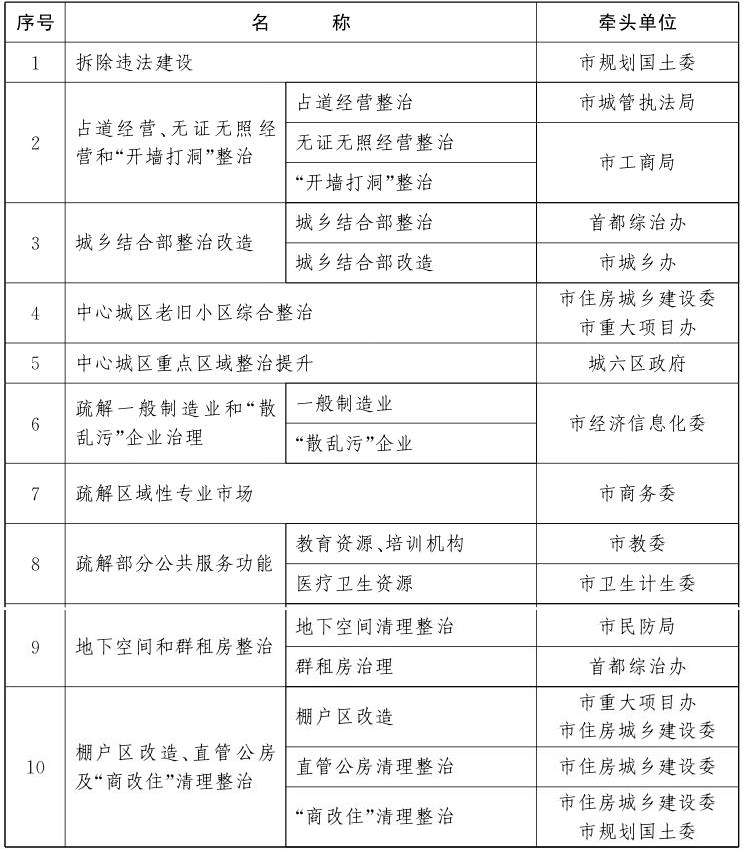 序号 名 称 牵头单位
1 拆除违法建设 市规划国土委
2 占道经营、无证无照经营和“开墙打洞”整治 占道经营整治 市城管执法局
无证无照经营整治 市工商局
“开墙打洞”整治
3 城乡结合部整治改造 城乡结合部整治 首都综治办
城乡结合部改造 市城乡办
4 中心城区老旧小区综合整治 市住房城乡建设委
市重大项目办
5 中心城区重点区域整治提升 城六区政府
6 疏解一般制造业和“散乱污”企业治理 一般制造业 市经济信息化委
“散乱污”企业
7 疏解区域性专业市场 市商务委
8 疏解部分公共服务功能 教育资源、培训机构 市教委
医疗卫生资源 市卫生计生委
9 地下空间和群租房整治 地下空间清理整治 市民防局
群租房治理 首都综治办
10 棚户区改造、直管公房及“商改住”清理整治 棚户区改造 市重大项目办
市住房城乡建设委
直管公房清理整治 市住房城乡建设委
“商改住”清理整治 市住房城乡建设委
市规划国土委